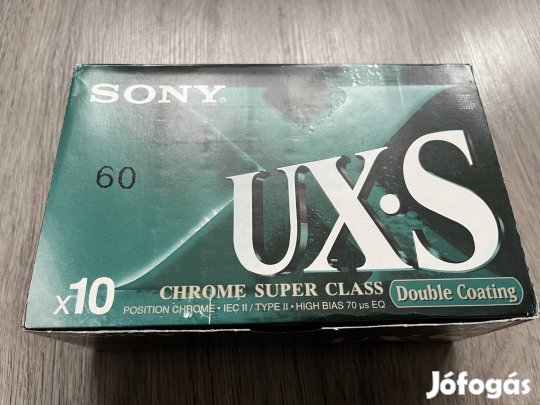 SONY®
60
UX·S
x10
CHROME SUPER CLASS
Double Coating
POSITION CHROME • IEC II / TYPE II • HIGH BIAS 70 µs EQ
Jófogás